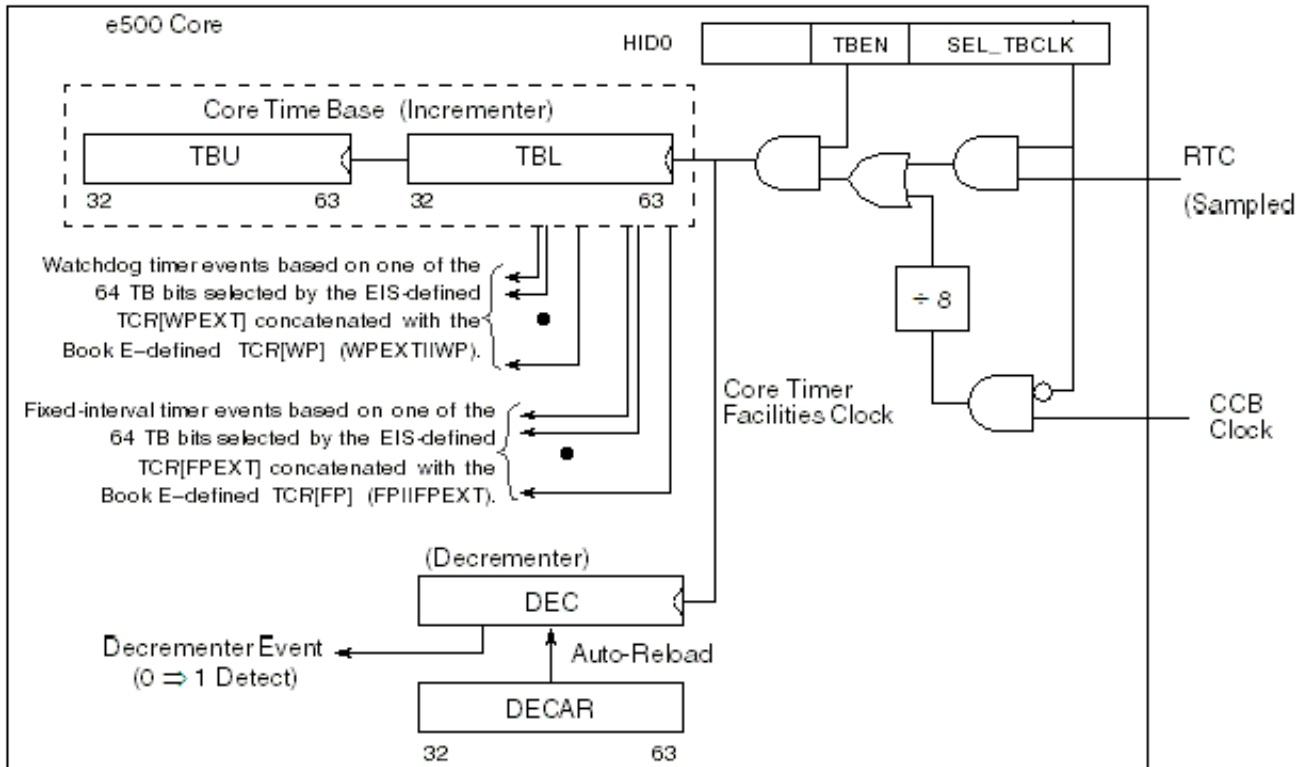 e500 Core
HID0
TBEN
SEL_TBCLK
Core Time Base (Incrementer)
TBU
TBL
32
63
32
63
RTC
(Sampled
Watchdog timer events based on one of the
64 TB bits selected by the EIS-defined
TCR[WPEXT] concatenated with the
Book E–defined TCR[WP] (WPEXTIIWP).
÷ 8
Core Timer
Facilities Clock
CCB
Clock
Fixed-interval timer events based on one of the
64 TB bits selected by the EIS-defined
TCR[FPEXT] concatenated with the
Book E–defined TCR[FP] (FPIIFPEXT).
(Decrementer)
DEC
Decrementer Event
(0 ⇒ 1 Detect)
Auto-Reload
DECAR
32
63